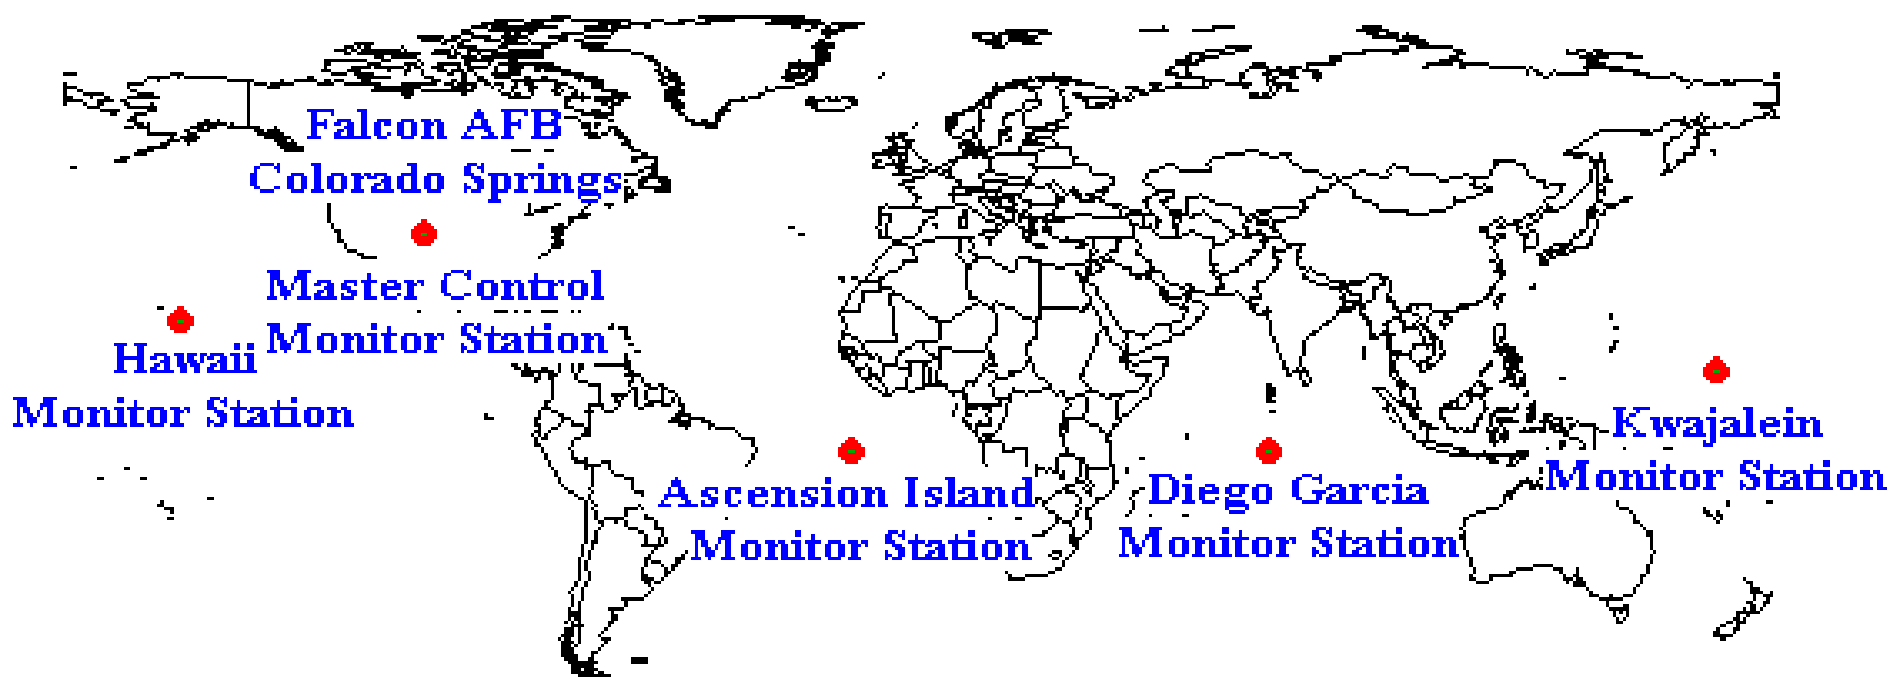 Falcon AFB
Colorado Springs
Master Control
Monitor Station
Hawaii
Monitor Station
Ascension Island
Monitor Station
Diego Garcia
Monitor Station
Kwajalein
Monitor Station